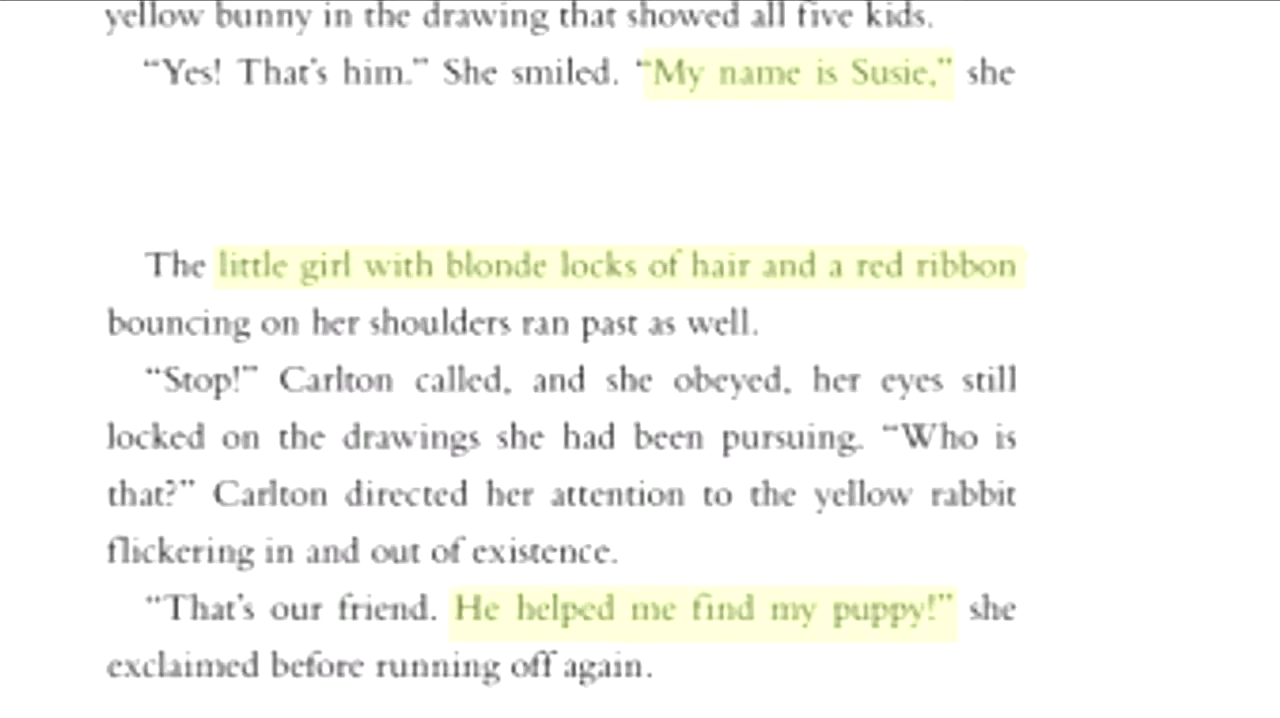 yellow bunny in the drawing that showed all five kids.
“Yes! That’s him.” She smiled. “My name is Susie,” she
The little girl with blonde locks of hair and a red ribbon
bouncing on her shoulders ran past as well.
“Stop!” Carlton called, and she obeyed, her eyes still
locked on the drawings she had been pursuing. “Who is
that?” Carlton directed her attention to the yellow rabbit
flickering in and out of existence.
“That’s our friend. He helped me find my puppy!” she
exclaimed before running off again.